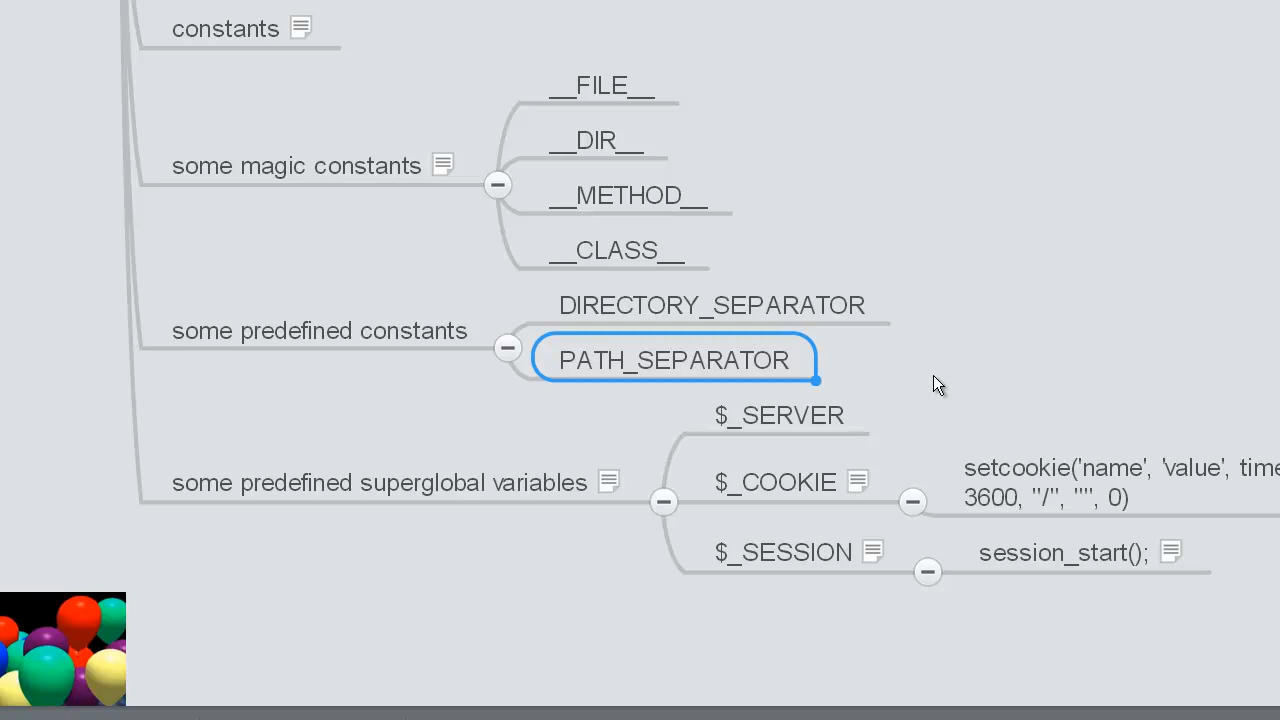 constants
__FILE__
__DIR__
some magic constants
__METHOD__
__CLASS__
DIRECTORY_SEPARATOR
some predefined constants
PATH_SEPARATOR
$_SERVER
some predefined superglobal variables
$_COOKIE
setcookie('name', 'value', time
3600, "/", "", 0)
$_SESSION
session_start();